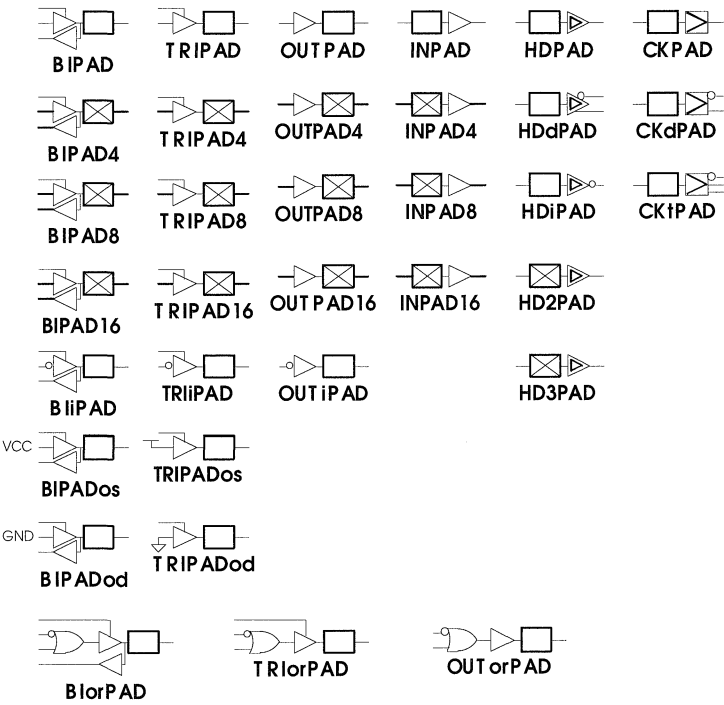 BIPAD TRIPAD OUTPAD INPAD HDPAD CKPAD
BIPAD4 TRIPAD4 OUTPAD4 INPAD4 HDdPAD CKdPAD
BIPAD8 TRIPAD8 OUTPAD8 INPAD8 HDiPAD CKtPAD
BIPAD16 TRIPAD16 OUTPAD16 INPAD16 HD2PAD
BIiPAD TRIiPAD OUTiPAD HD3PAD
VCC
BIPADos TRIPADos
GND
BIPADod TRIPADod
BIorPAD TRIorPAD OUTorPAD